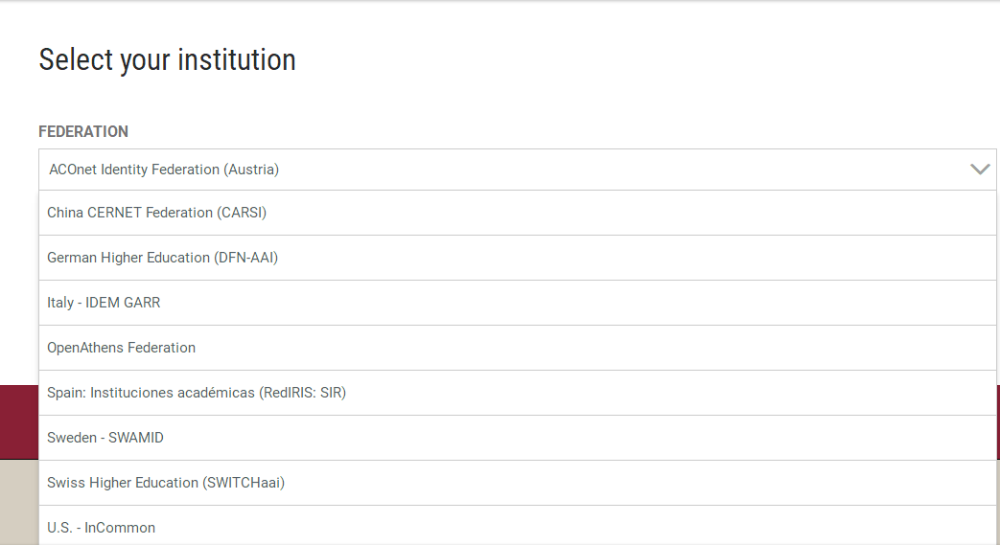 Select your institution
FEDERATION
ACOnet Identity Federation (Austria)
China CERNET Federation (CARSI)
German Higher Education (DFN-AAI)
Italy - IDEM GARR
OpenAthens Federation
Spain: Instituciones académicas (RedIRIS: SIR)
Sweden - SWAMID
Swiss Higher Education (SWITCHaai)
U.S. - InCommon